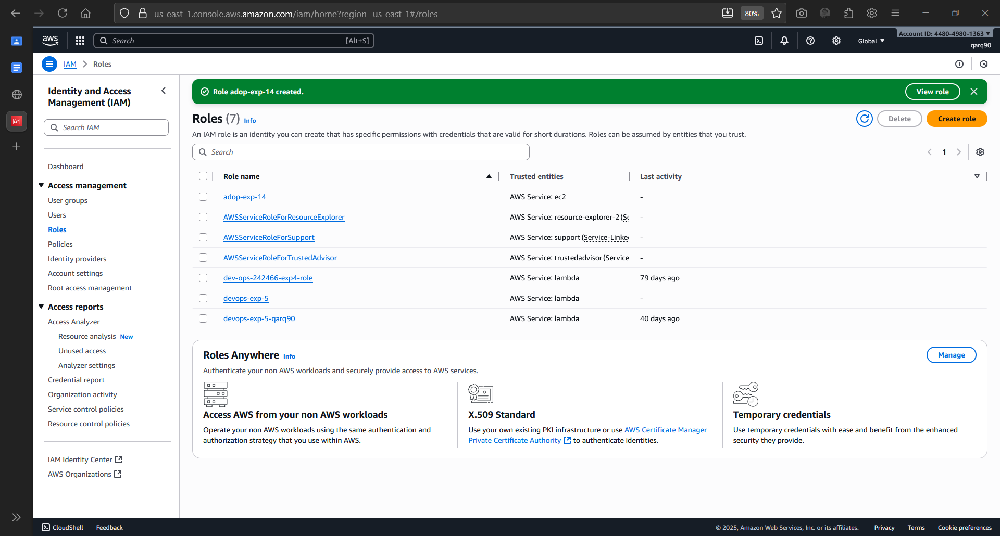 us-east-1.console.aws.amazon.com/iam/home?region=us-east-1#/roles
80%
aws
Search
[Alt+S]
Global
Account ID: 4480-4980-1363
qarq90
IAM
Roles
Identity and Access
Management (IAM)
Search IAM
Dashboard
Access management
User groups
Users
Roles
Policies
Identity providers
Account settings
Root access management
Access reports
Access Analyzer
Resource analysis New
Unused access
Analyzer settings
Credential report
Organization activity
Service control policies
Resource control policies
IAM Identity Center
AWS Organizations
Role adop-exp-14 created.
View role
Roles (7) Info
Delete
Create role
An IAM role is an identity you can create that has specific permissions with credentials that are valid for short durations. Roles can be assumed by entities that you trust.
Search
1
Role name Trusted entities Last activity
adop-exp-14 AWS Service: ec2 -
AWSServiceRoleForResourceExplorer AWS Service: resource-explorer-2 (Se -
AWSServiceRoleForSupport AWS Service: support (Service-Linked -
AWSServiceRoleForTrustedAdvisor AWS Service: trustedadvisor (Service -
dev-ops-242466-exp4-role AWS Service: lambda 79 days ago
devops-exp-5 AWS Service: lambda -
devops-exp-5-qarq90 AWS Service: lambda 40 days ago
Roles Anywhere Info
Manage
Authenticate your non AWS workloads and securely provide access to AWS services.
Access AWS from your non AWS workloads
Operate your non AWS workloads using the same authentication and
authorization strategy that you use within AWS.
X.509 Standard
Use your own existing PKI infrastructure or use AWS Certificate Manager
Private Certificate Authority to authenticate identities.
Temporary credentials
Use temporary credentials with ease and benefit from the enhanced
security they provide.
CloudShell
Feedback
© 2025, Amazon Web Services, Inc. or its affiliates.
Privacy
Terms
Cookie preferences